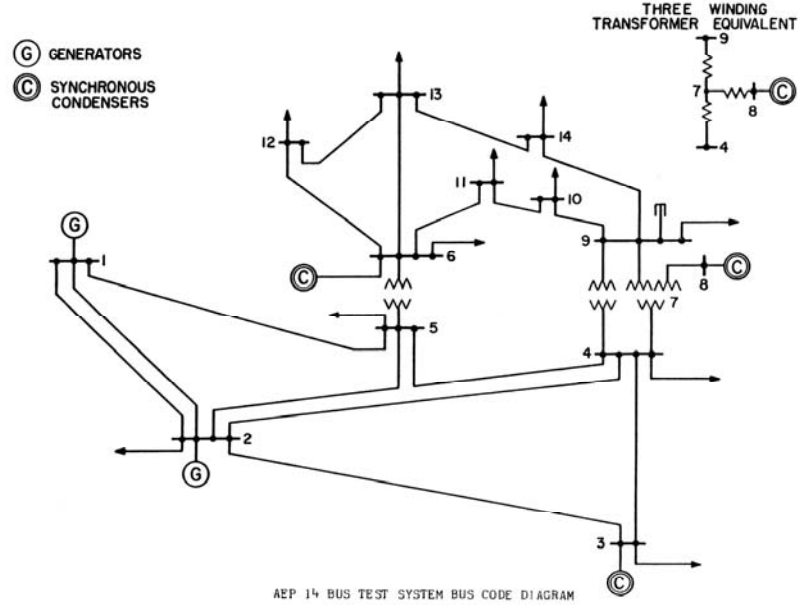 THREE WINDING
TRANSFORMER EQUIVALENT
9
7
C
8
4
G GENERATORS
C SYNCHRONOUS
CONDENSERS
13
12
14
11
10
G
1
9
6
C
8
C
7
5
4
2
G
3
C
AEP 14 BUS TEST SYSTEM BUS CODE DIAGRAM